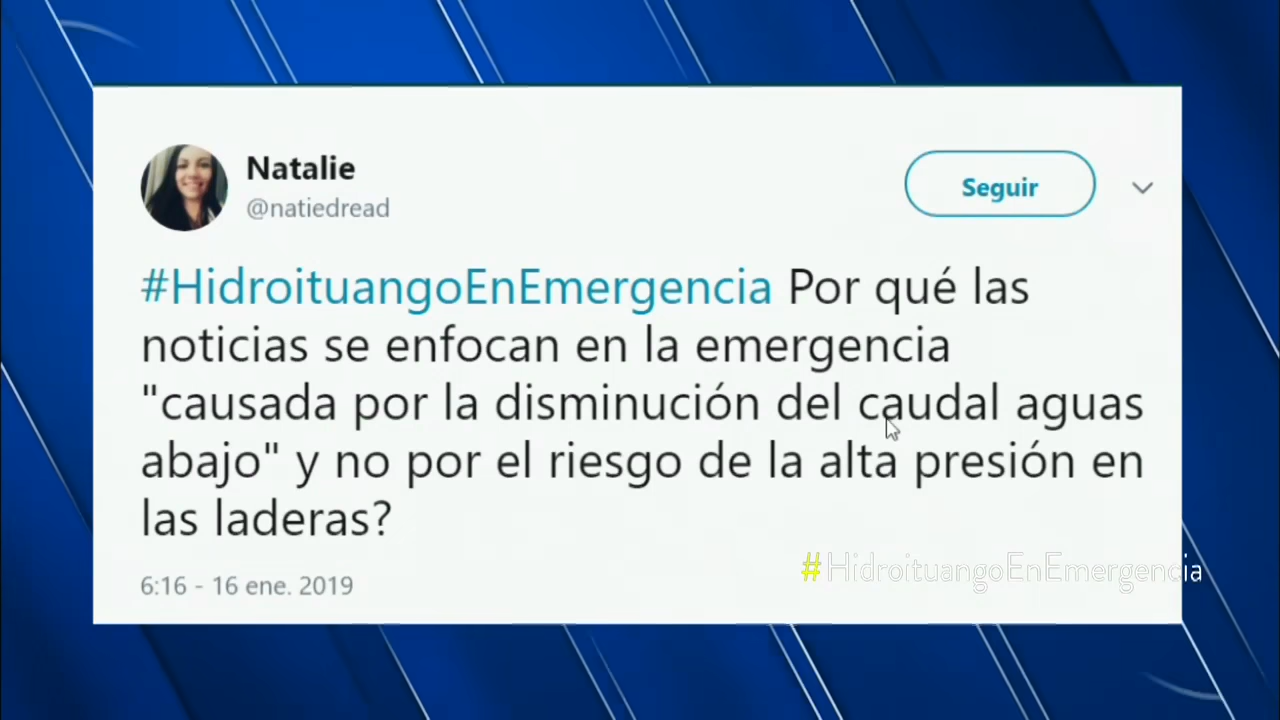 Natalie
@natiedread
Seguir
#HidroituangoEnEmergencia Por qué las
noticias se enfocan en la emergencia
"causada por la disminución del caudal aguas
abajo" y no por el riesgo de la alta presión en
las laderas?
#HidroituangoEnEmergencia
6:16 - 16 ene. 2019